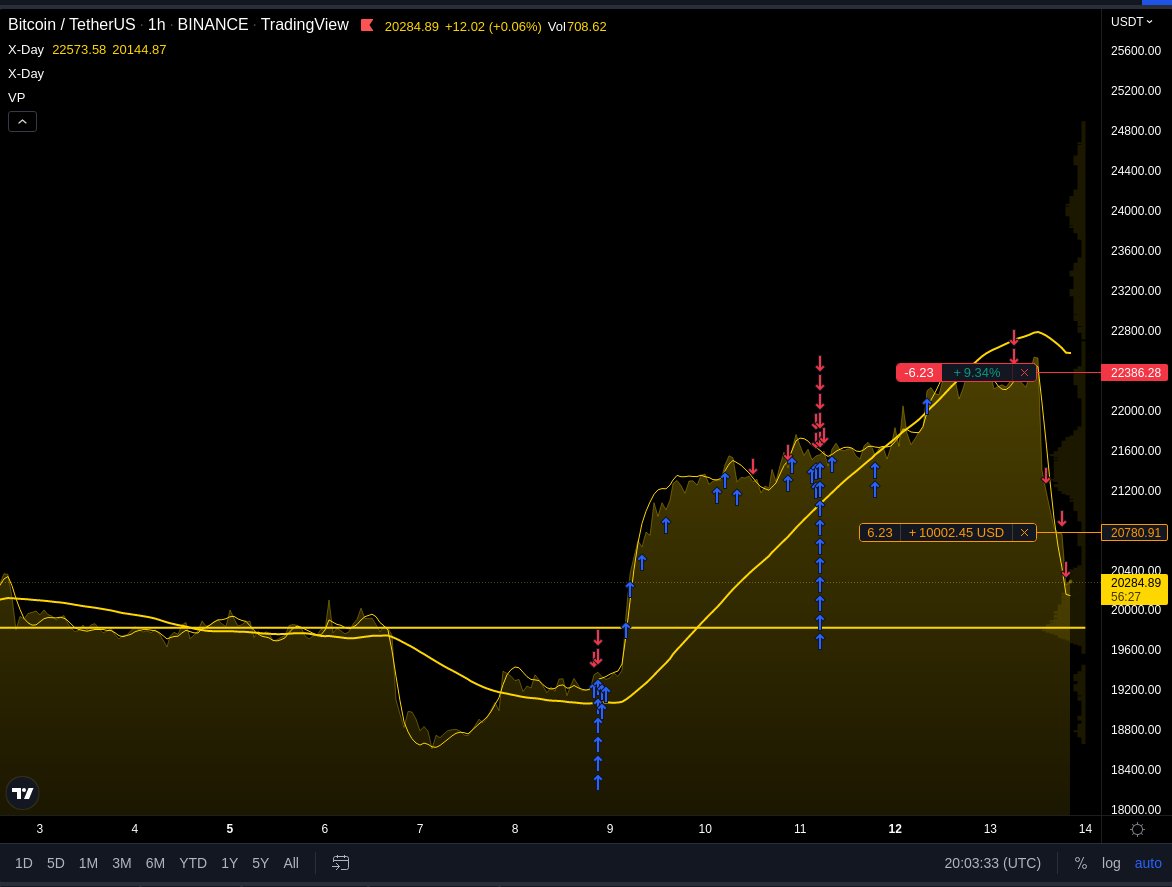 Bitcoin / TetherUS · 1h · BINANCE · TradingView 20284.89 +12.02 (+0.06%) Vol708.62
USDT
X-Day 22573.58 20144.87
X-Day
VP
25600.00
25200.00
24800.00
24400.00
24000.00
23600.00
23200.00
22800.00
-6.23 +9.34% × 22386.28
22000.00
21600.00
21200.00
6.23 +10002.45 USD × 20780.91
20400.00
20284.89
56:27
20000.00
19600.00
19200.00
18800.00
18400.00
18000.00
3 4 5 6 7 8 9 10 11 12 13 14
1D 5D 1M 3M 6M YTD 1Y 5Y All 20:03:33 (UTC) % log auto